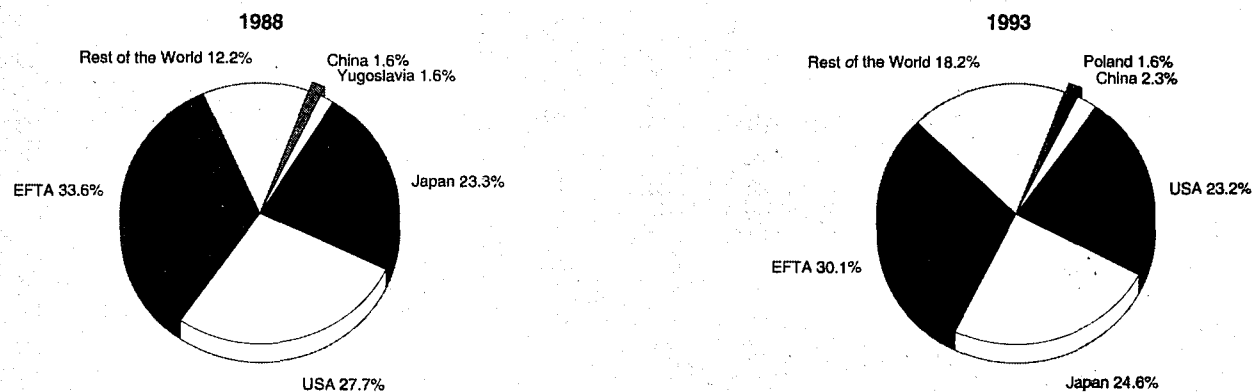 1988
Rest of the World 12.2%
China 1.6%
Yugoslavia 1.6%
Japan 23.3%
EFTA 33.6%
USA 27.7%
1993
Rest of the World 18.2%
Poland 1.6%
China 2.3%
USA 23.2%
EFTA 30.1%
Japan 24.6%